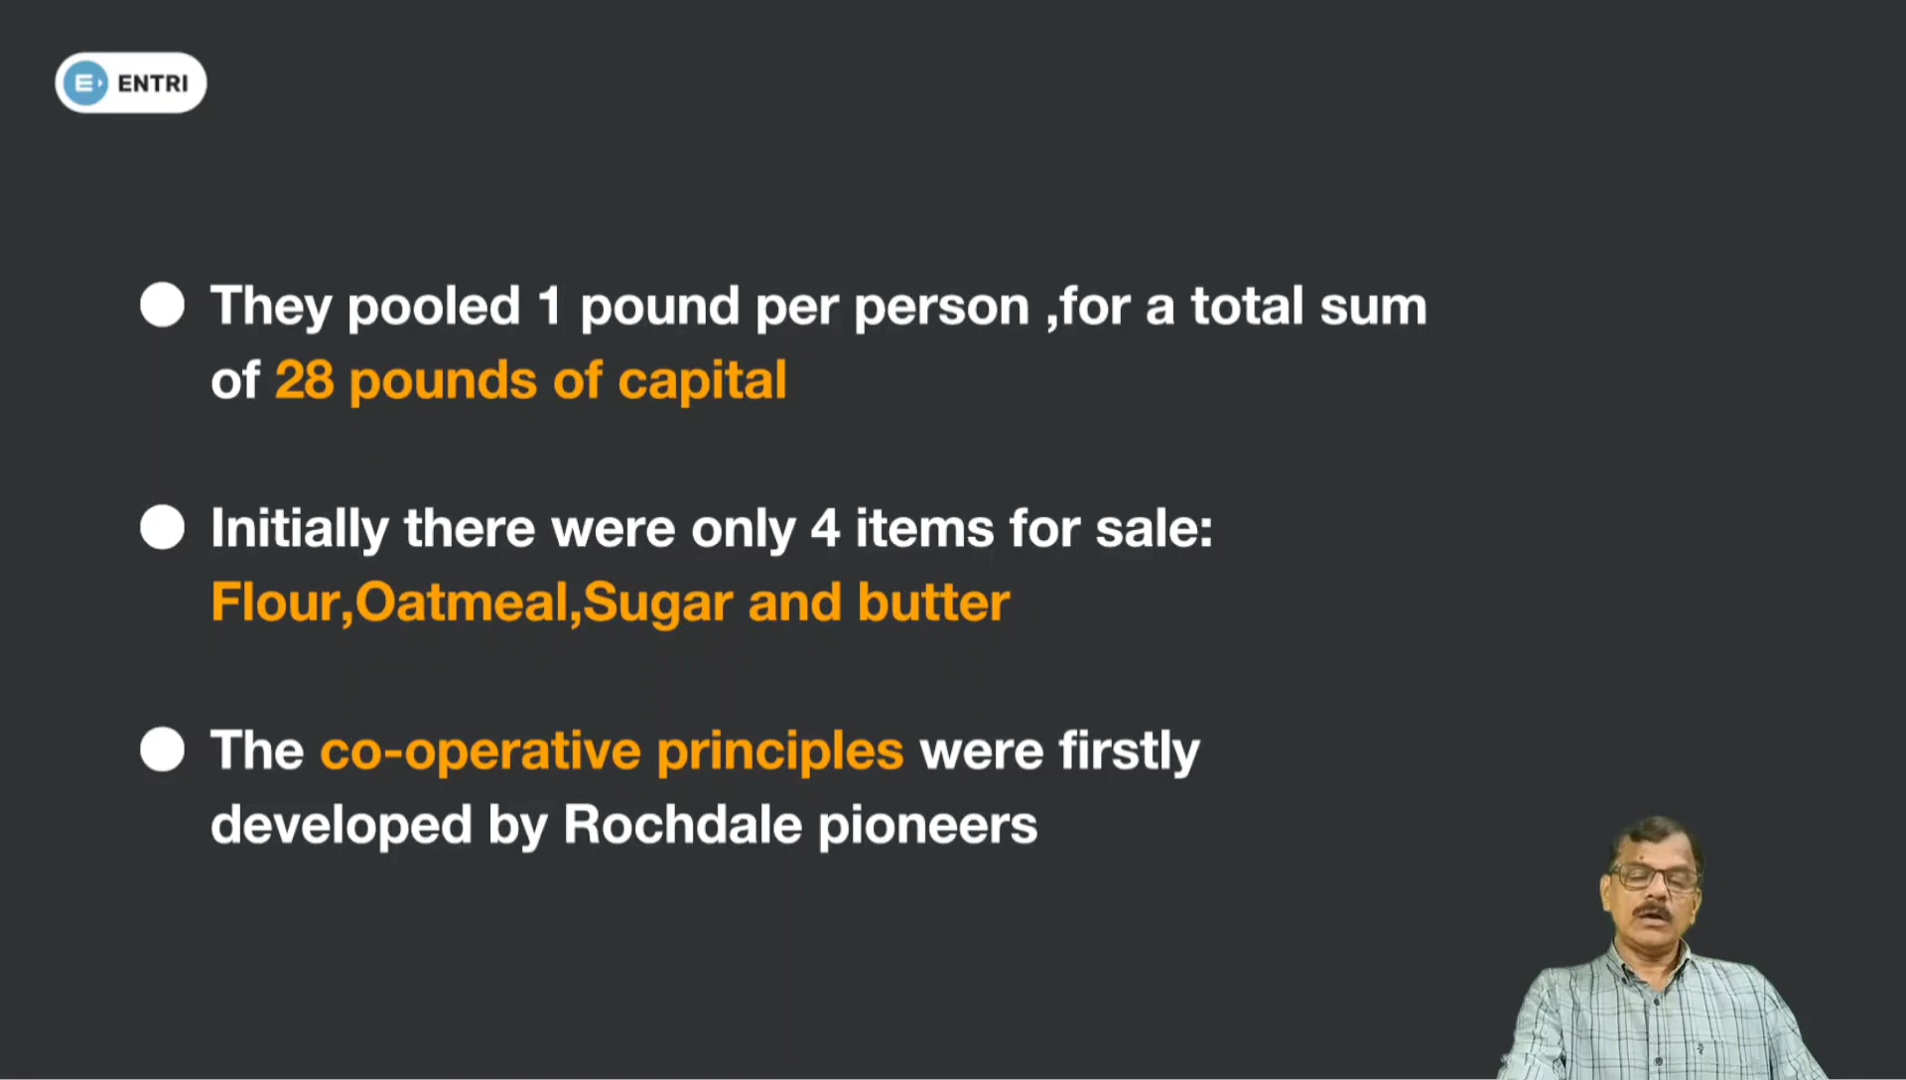 ENTRI
They pooled 1 pound per person ,for a total sum
of 28 pounds of capital
Initially there were only 4 items for sale:
Flour,Oatmeal,Sugar and butter
The co-operative principles were firstly
developed by Rochdale pioneers